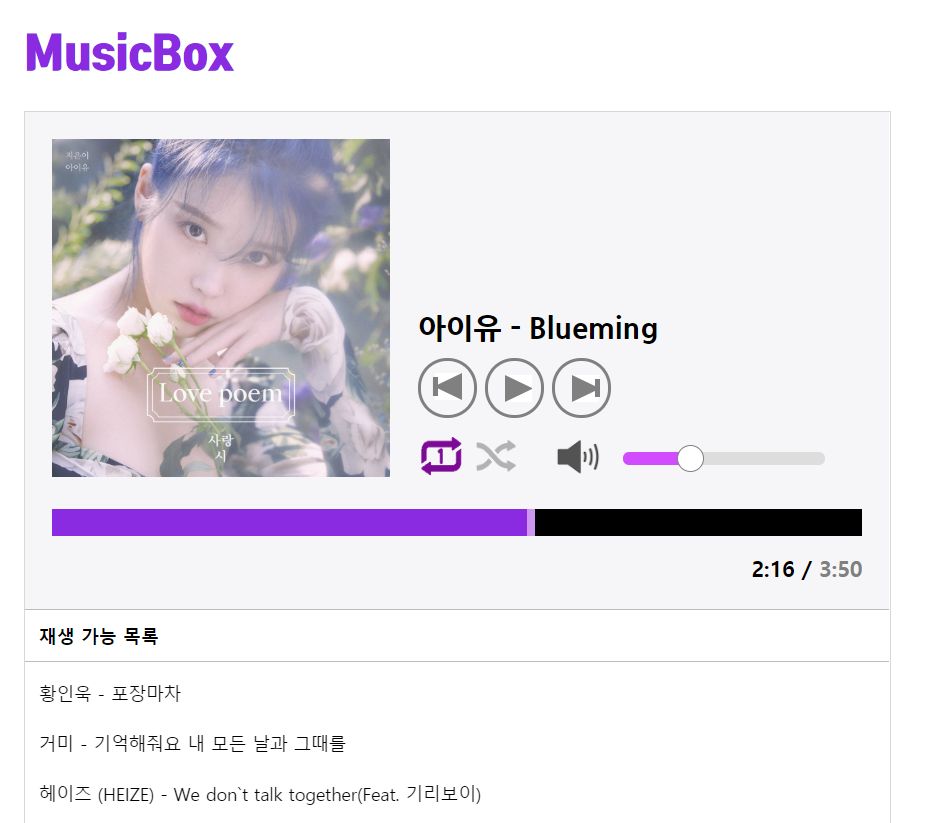 MusicBox
지은이
아이유
Love poem
사랑
시
아이유 - Blueming
1
2:16 / 3:50
재생 가능 목록
황인욱 - 포장마차
거미 - 기억해줘요 내 모든 날과 그때를
헤이즈 (HEIZE) - We don`t talk together(Feat. 기리보이)